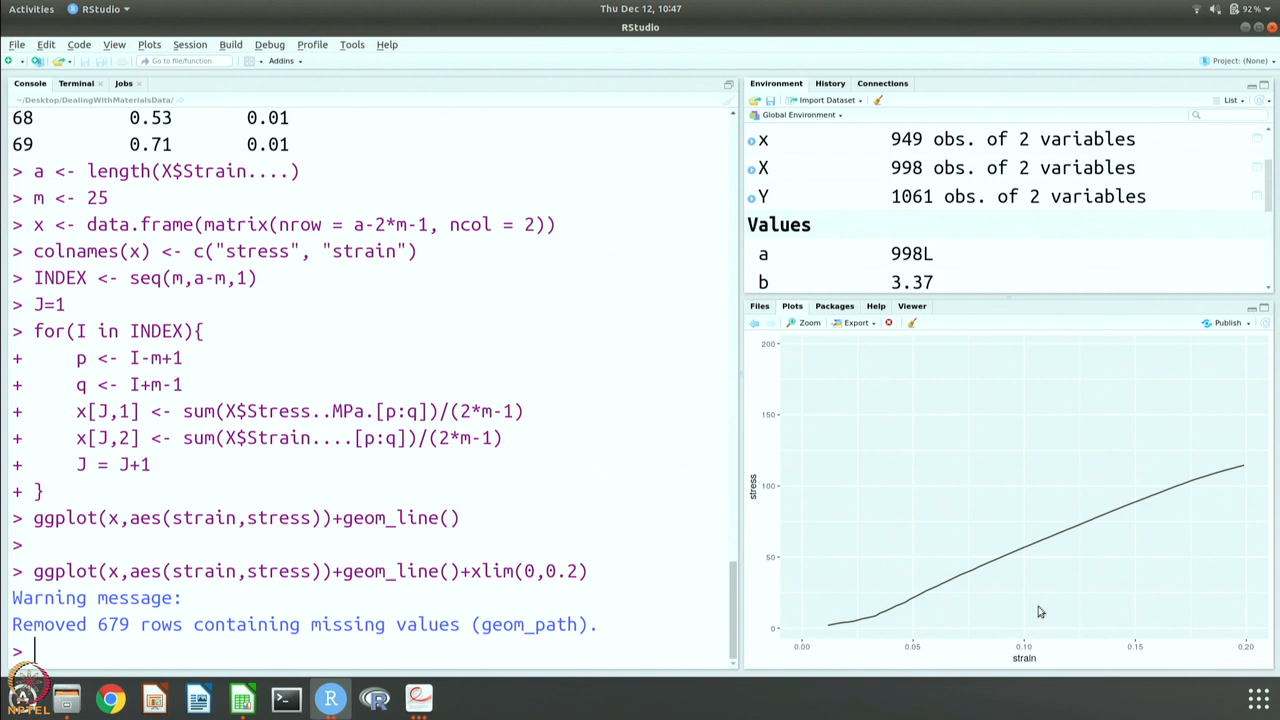 Activities RStudio Thu Dec 12, 10:47 92%
RStudio
File Edit Code View Plots Session Build Debug Profile Tools Help
Go to file/function Addins Project: (None)
Console Terminal Jobs
~/Desktop/DealingWithMaterialsData/
68 0.53 0.01
69 0.71 0.01
> a <- length(X$Strain....)
> m <- 25
> x <- data.frame(matrix(nrow = a-2*m-1, ncol = 2))
> colnames(x) <- c("stress", "strain")
> INDEX <- seq(m,a-m,1)
> J=1
> for(I in INDEX){
+ p <- I-m+1
+ q <- I+m-1
+ x[J,1] <- sum(X$Stress..MPa.[p:q])/(2*m-1)
+ x[J,2] <- sum(X$Strain....[p:q])/(2*m-1)
+ J = J+1
+ }
> ggplot(x,aes(strain,stress))+geom_line()
>
> ggplot(x,aes(strain,stress))+geom_line()+xlim(0,0.2)
Warning message:
Removed 679 rows containing missing values (geom_path).
>
Environment History Connections
Import Dataset List
Global Environment
x 949 obs. of 2 variables
X 998 obs. of 2 variables
Y 1061 obs. of 2 variables
Values
a 998L
b 3.37
Files Plots Packages Help Viewer
Zoom Export Publish
200
150
100
50
0
stress
0.00 0.05 0.10 0.15 0.20
strain
NPTEL